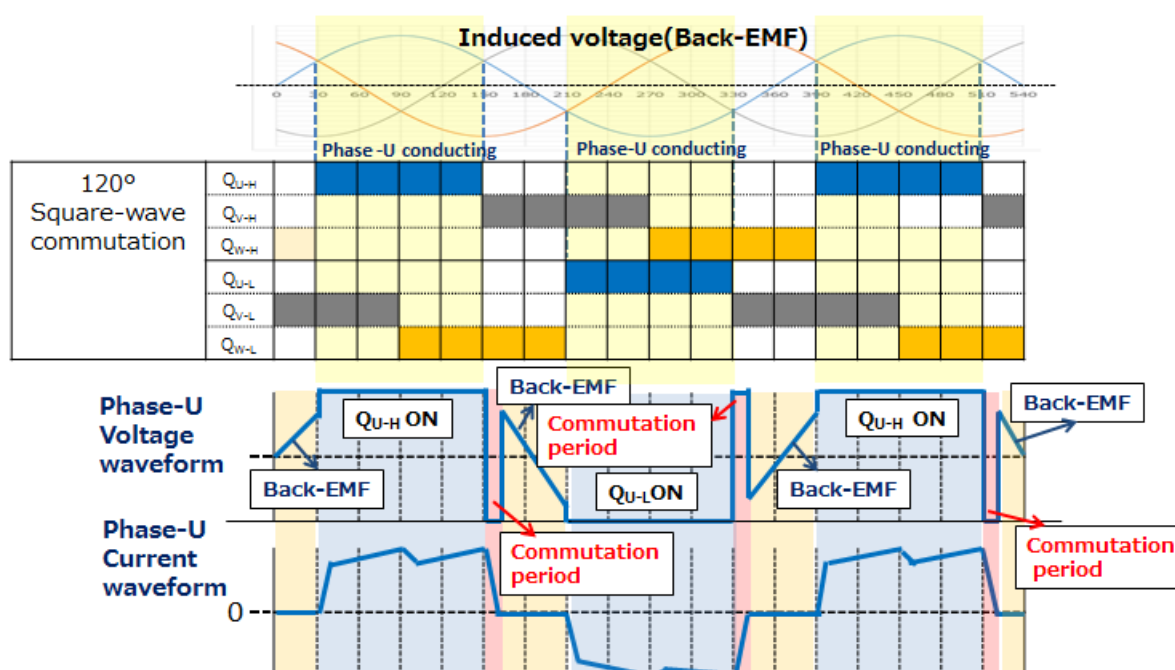 Induced voltage(Back-EMF)
0 30 60 90 120 150 180 210 240 270 300 330 360 390 420 450 480 510 540
Phase -U conducting
Phase-U conducting
Phase-U conducting
120°
Square-wave
commutation
QU-H
QV-H
QW-H
QU-L
QV-L
QW-L
Phase-U
Voltage
waveform
QU-H ON
Back-EMF
Back-EMF
Commutation
period
QU-LON
QU-H ON
Back-EMF
Back-EMF
Commutation
period
Commutation
period
Phase-U
Current
waveform
0